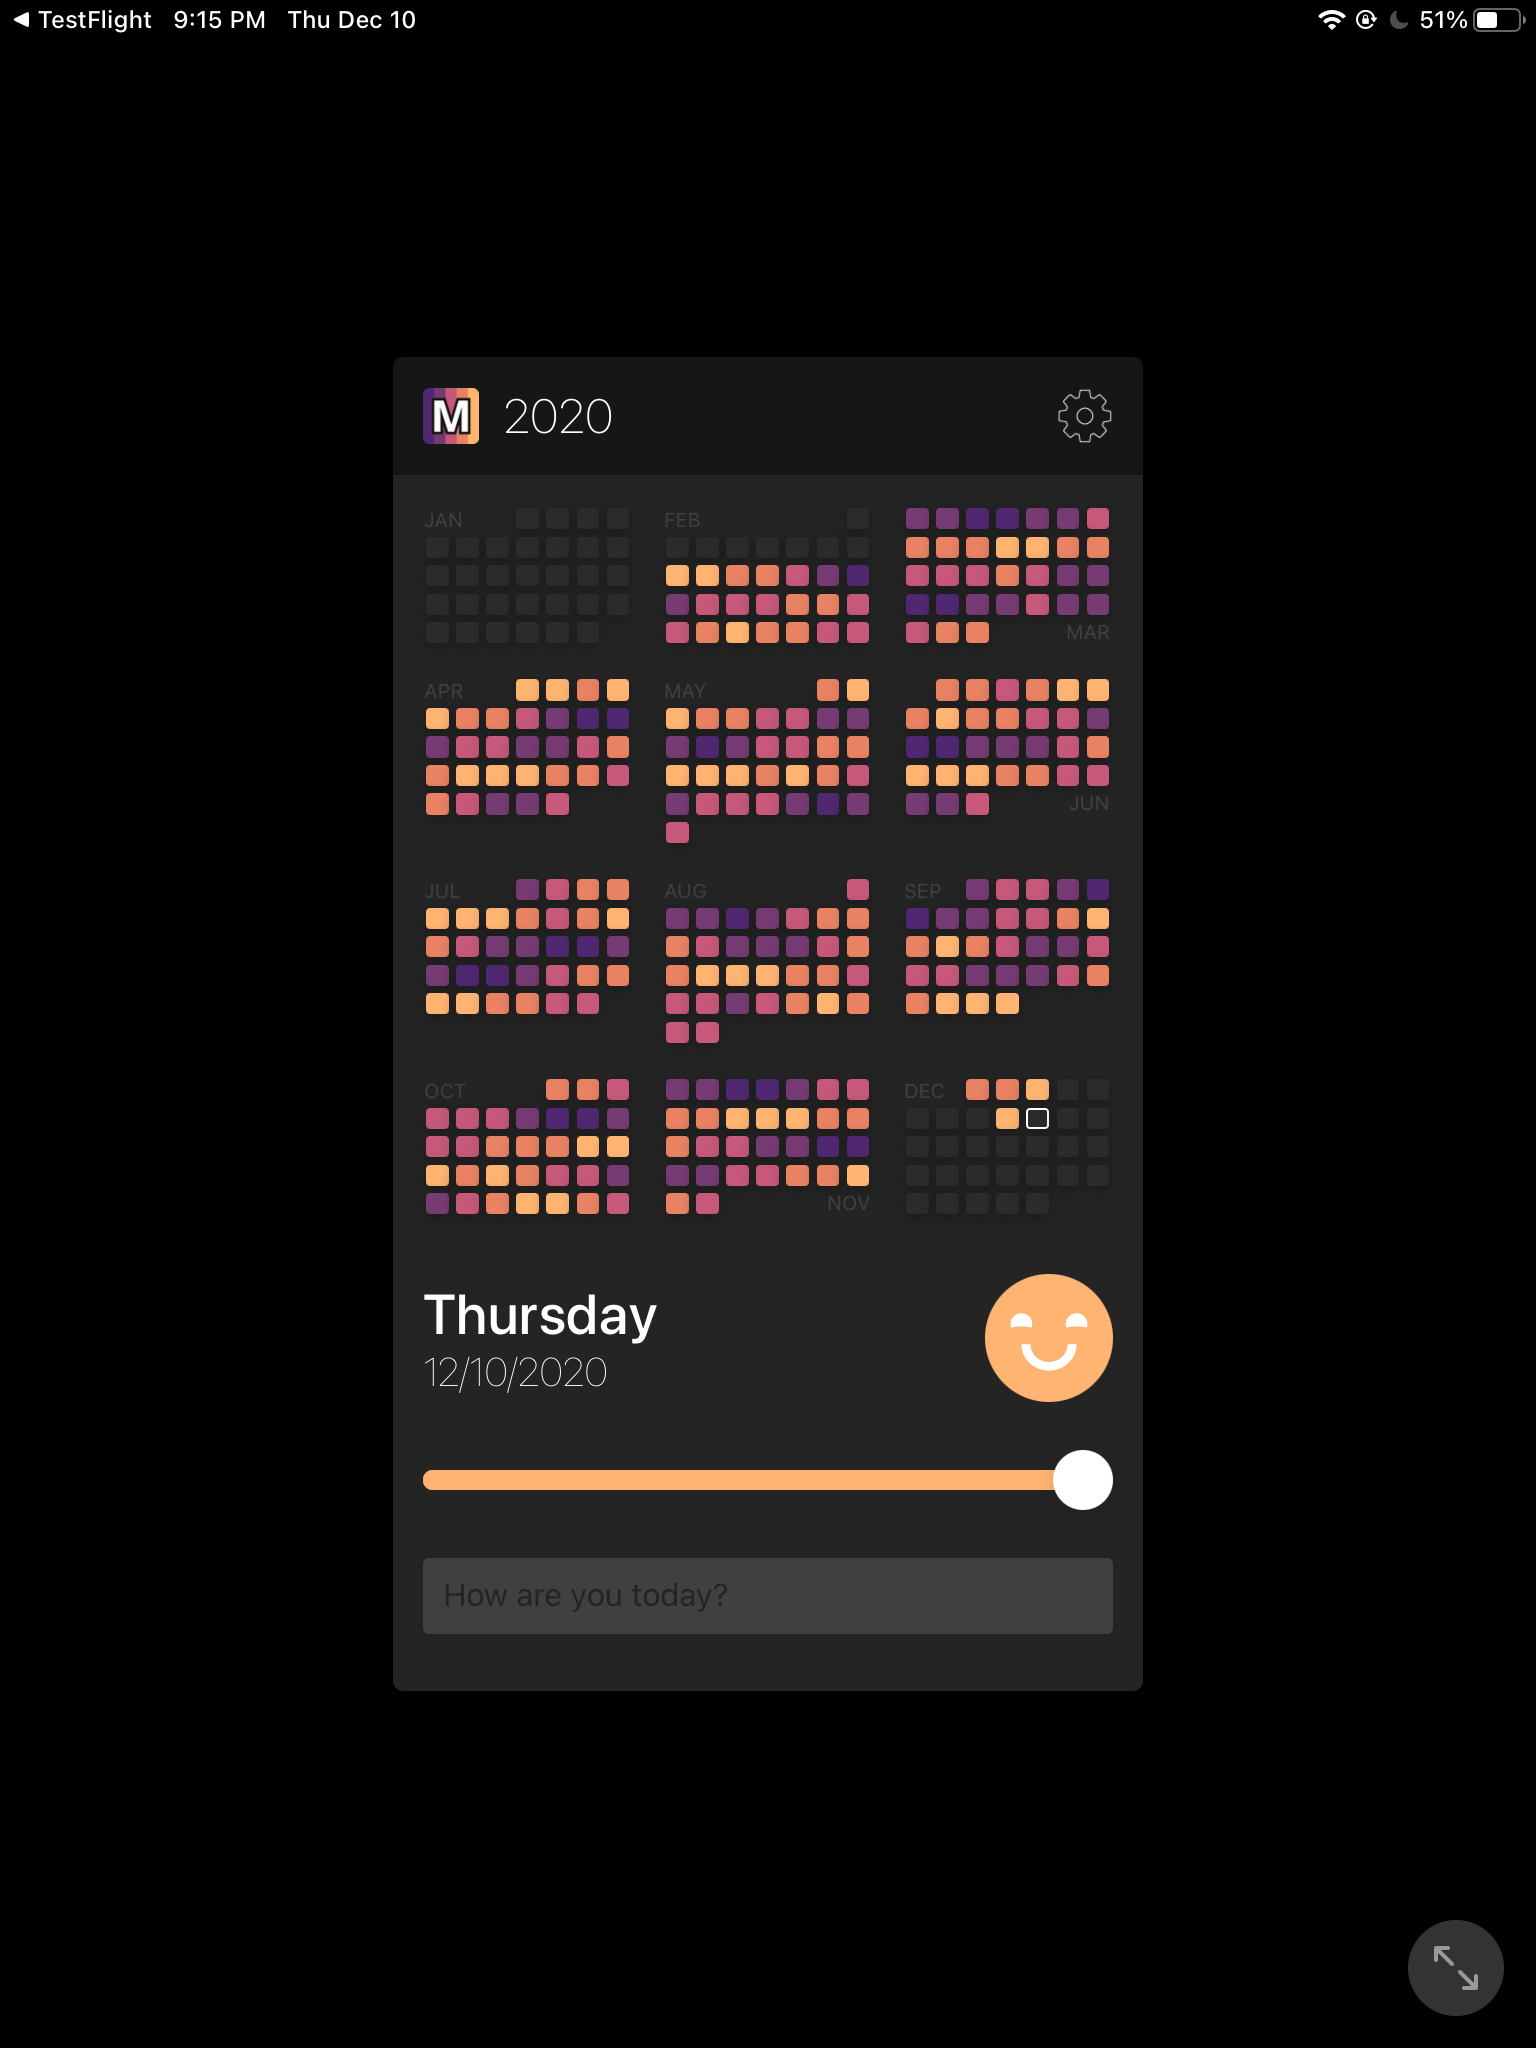 TestFlight 9:15 PM Thu Dec 10 51%
M 2020
JAN FEB
MAR
APR MAY
JUN
JUL AUG SEP
OCT DEC
NOV
Thursday
12/10/2020
How are you today?